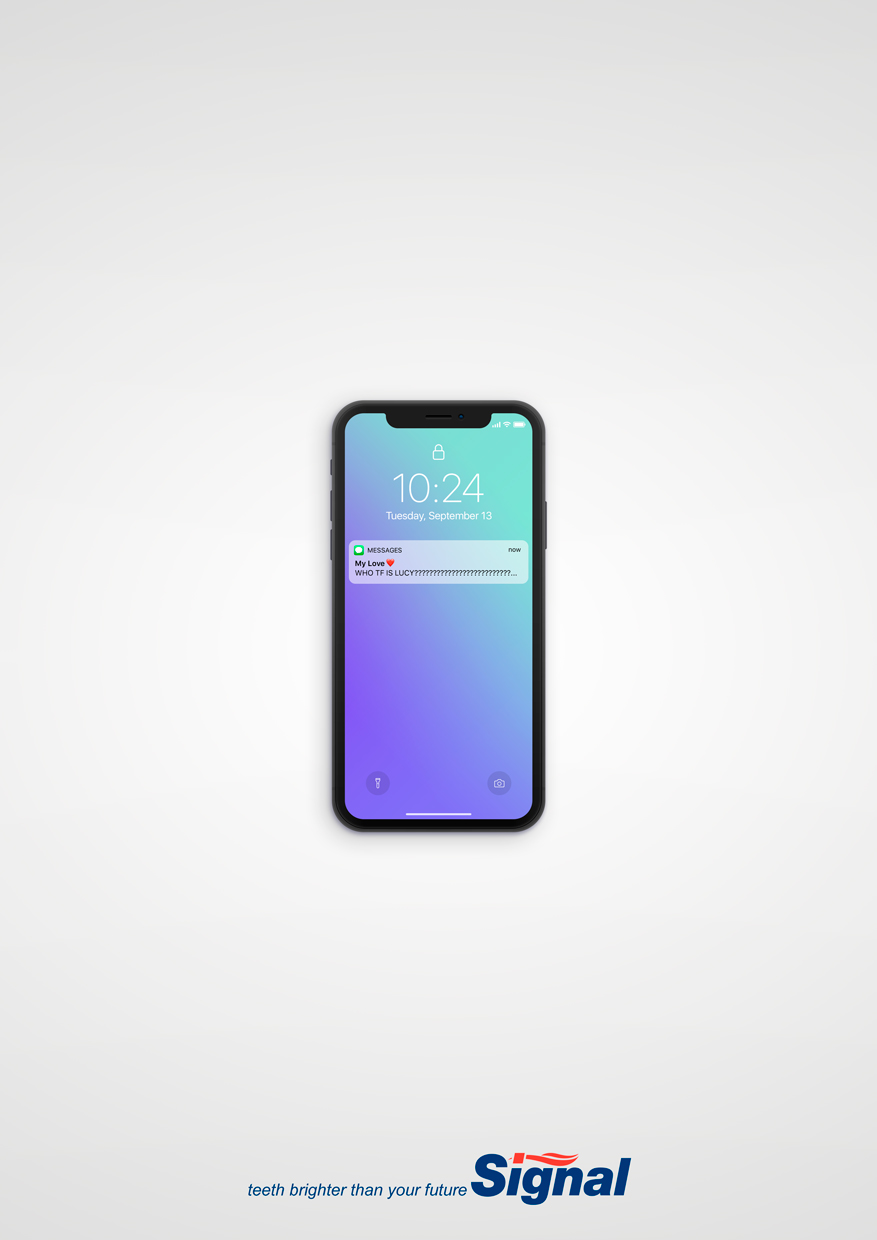 10:24
Tuesday, September 13
MESSAGES now
My Love ❤️
WHO TF IS LUCY??????????????????????????...
teeth brighter than your future Signal